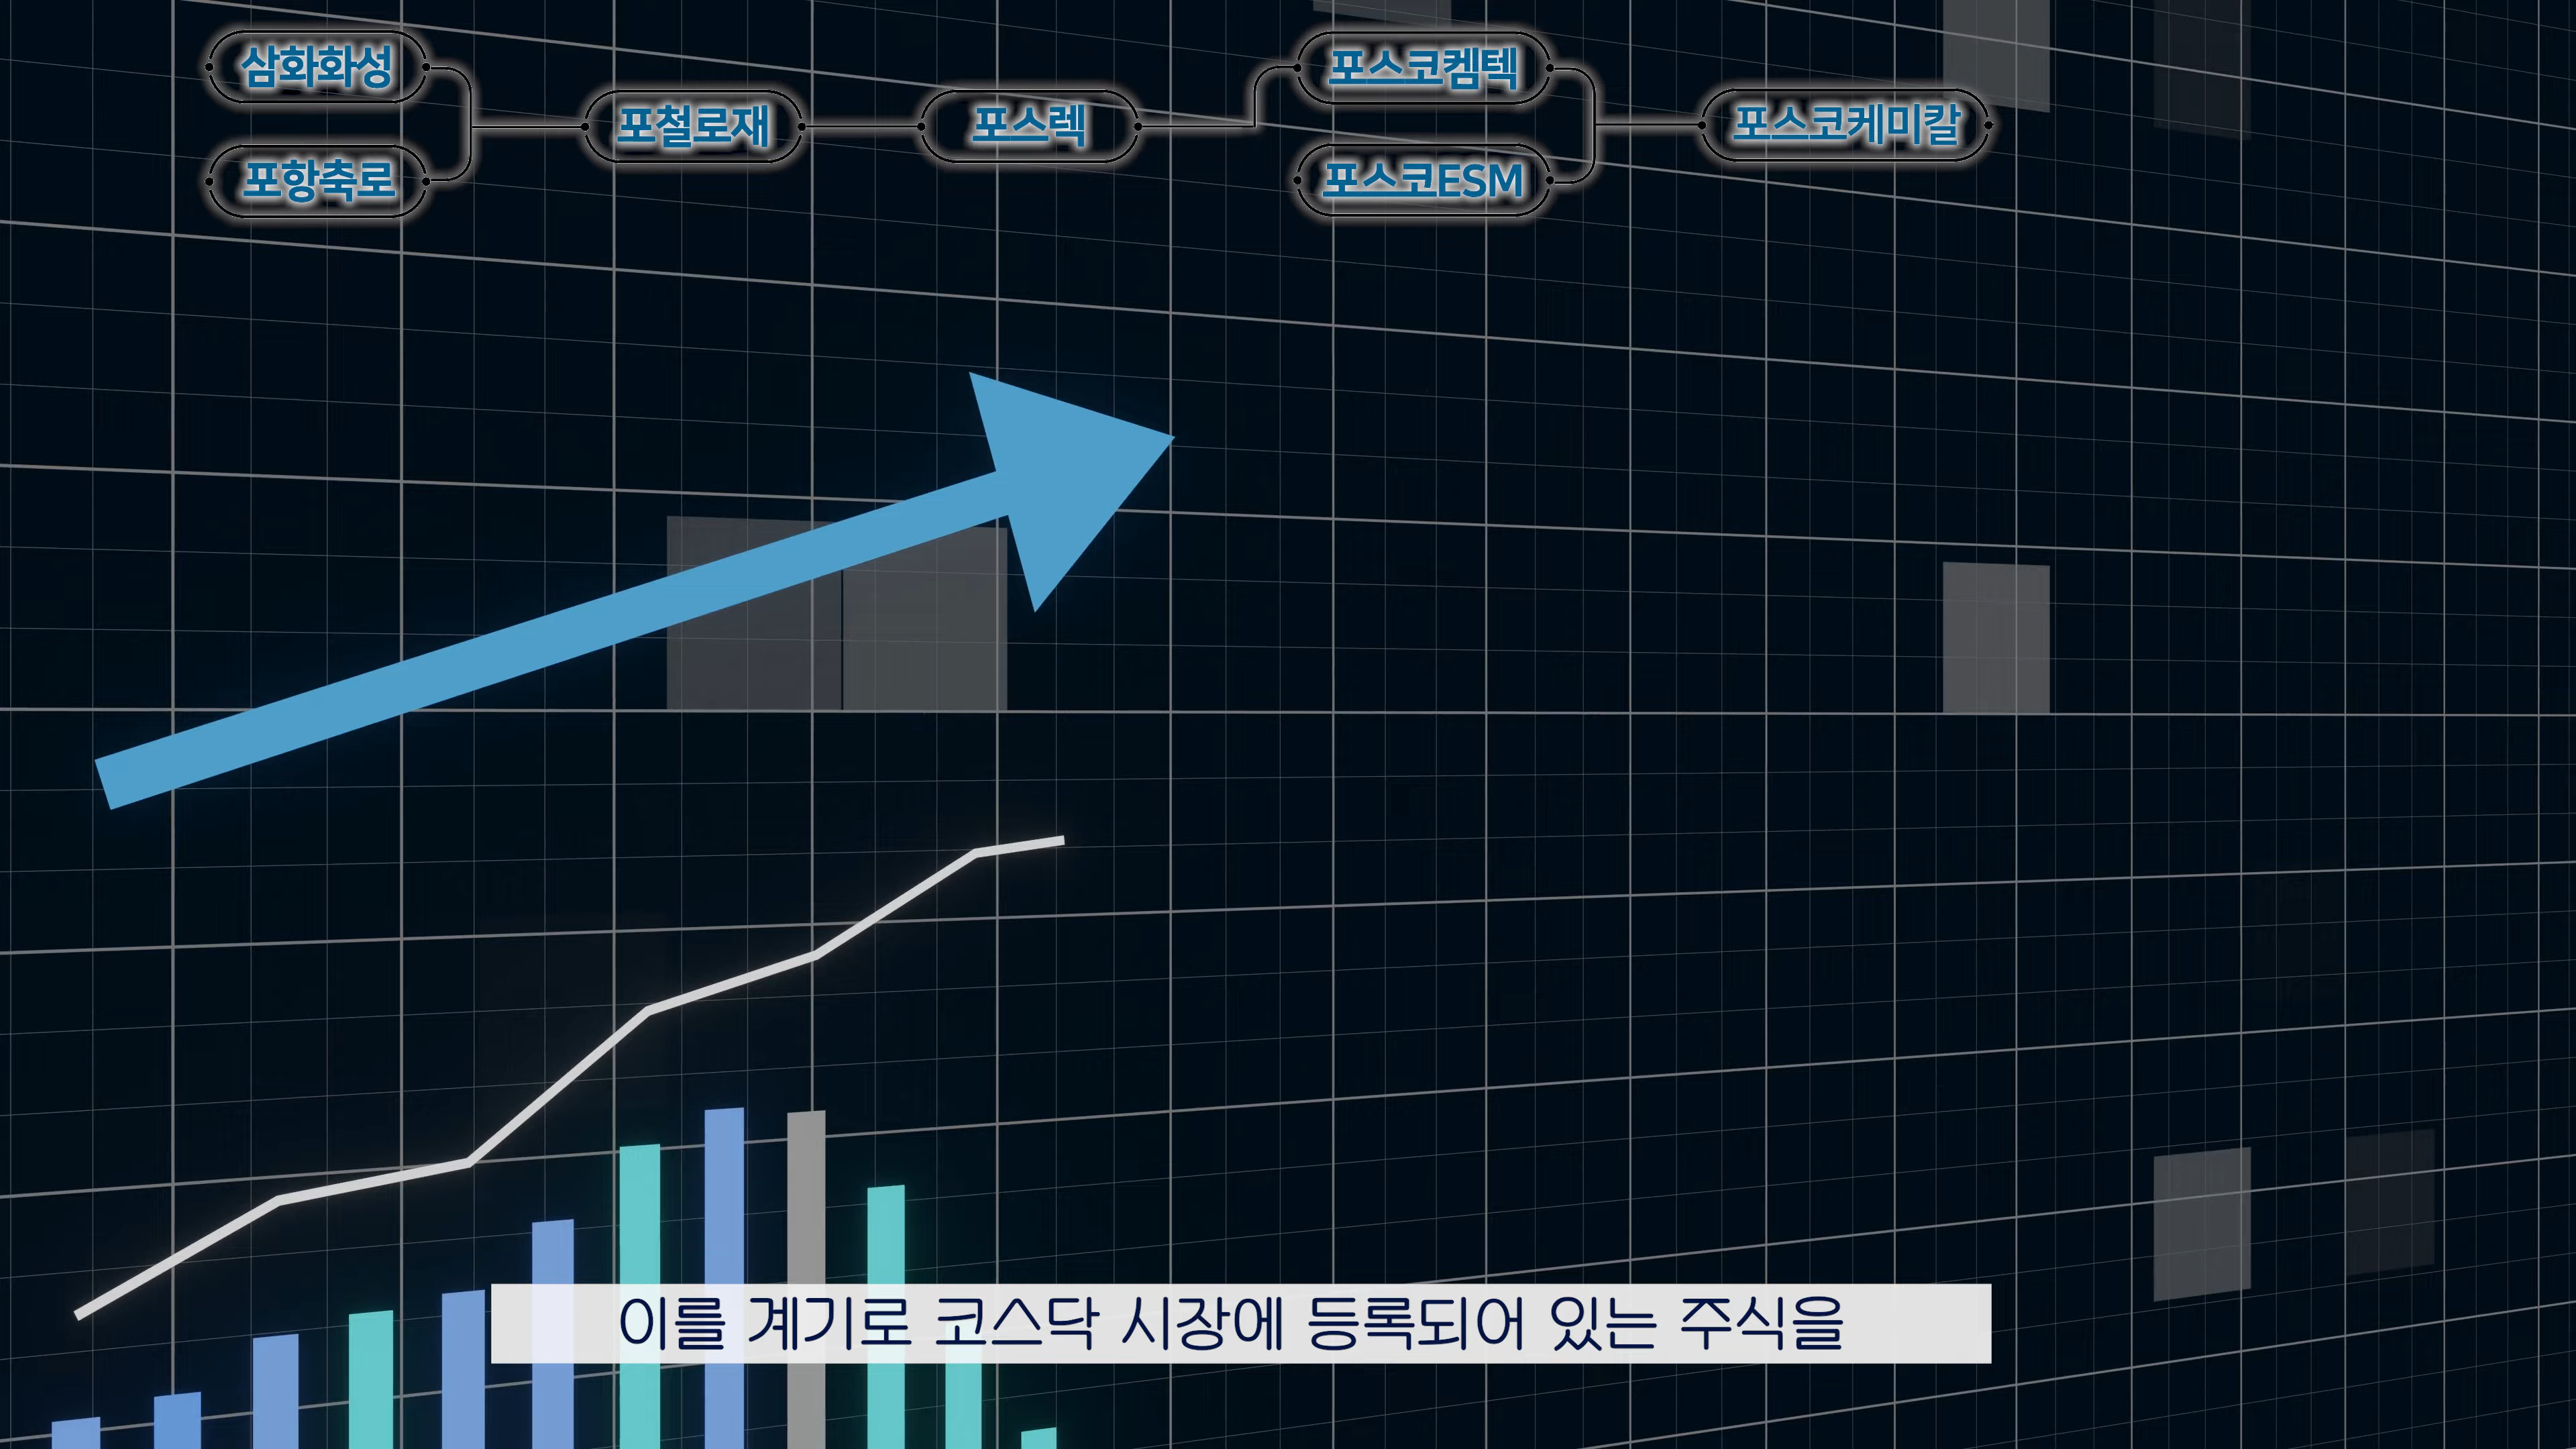 삼화화성
포항축로
포철로재
포스렉
포스코켐텍
포스코ESM
포스코케미칼
이를 계기로 코스닥 시장에 등록되어 있는 주식을